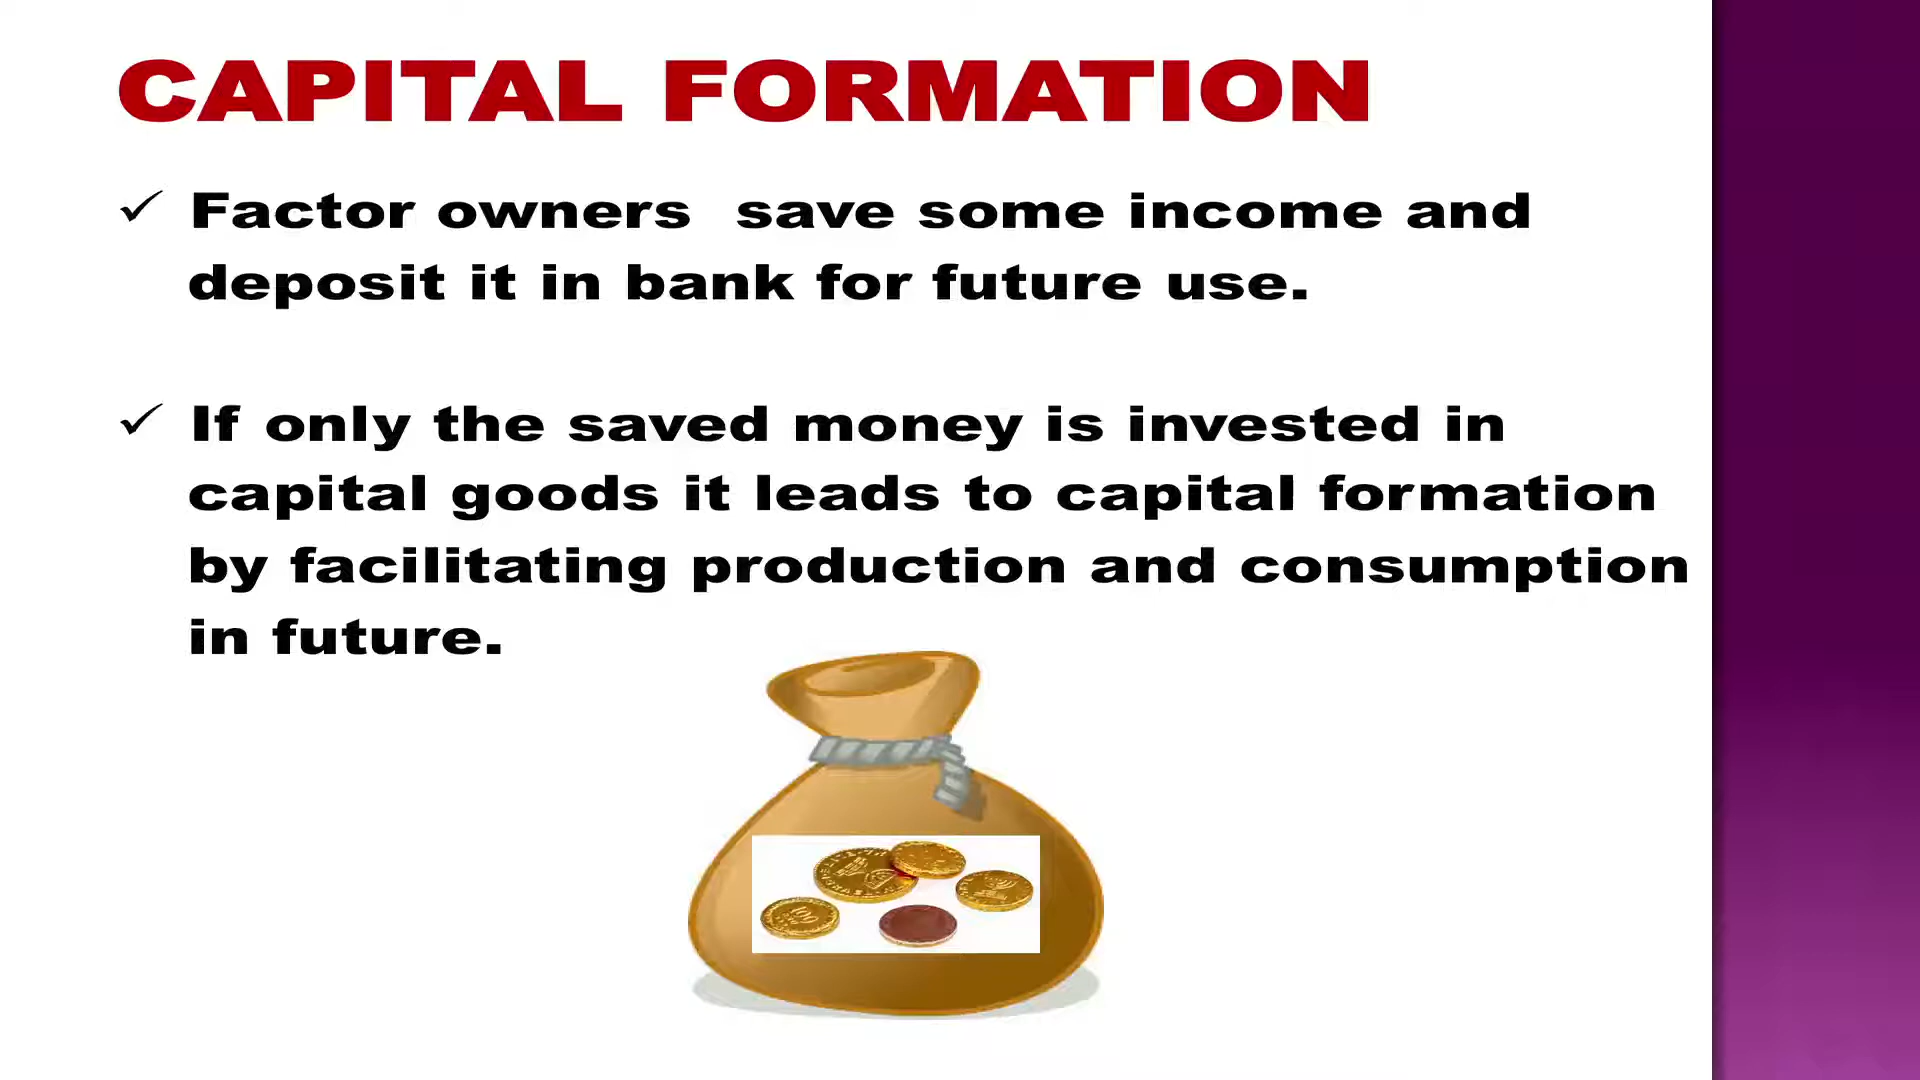 CAPITAL FORMATION
✓ Factor owners save some income and
deposit it in bank for future use.
✓ If only the saved money is invested in
capital goods it leads to capital formation
by facilitating production and consumption
in future.
100